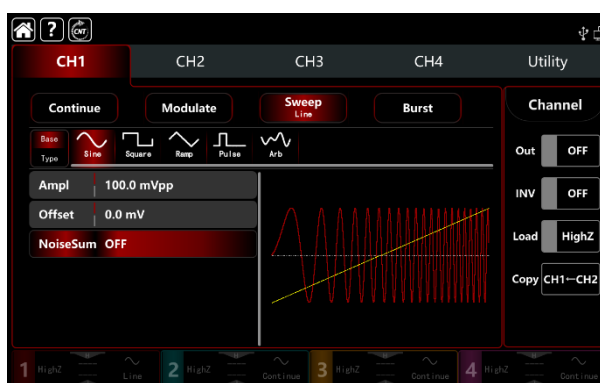 ? CNT
CH1 CH2 CH3 CH4 Utility
Continue Modulate Sweep Burst Channel
Line
Base
Type Sine Square Ramp Pulse Arb
Out OFF
Ampl 100.0 mVpp
INV OFF
Offset 0.0 mV
Load HighZ
NoiseSum OFF
Copy CH1←CH2
1 HighZ Line 2 HighZ Continue 3 HighZ Continue 4 HighZ Continue